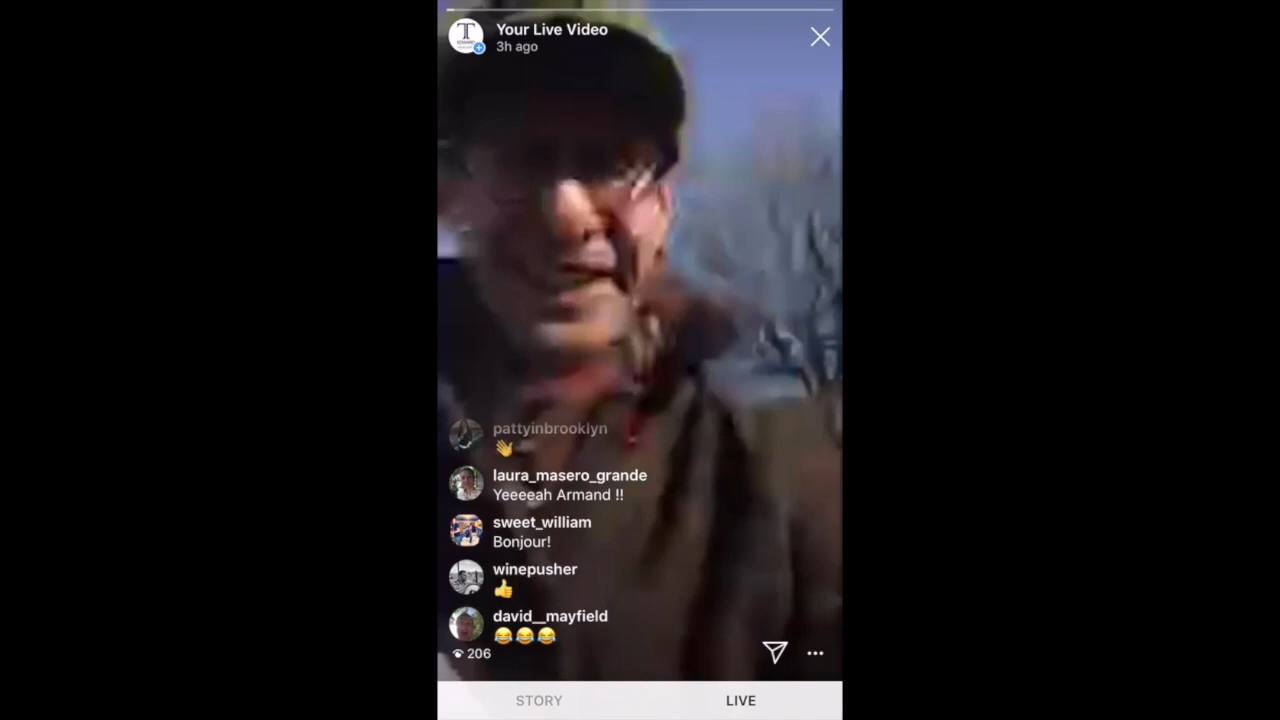 T
Your Live Video
3h ago
pattyinbrooklyn
👋
laura_masero_grande
Yeeeeah Armand !!
sweet_william
Bonjour!
winepusher
👍
david__mayfield
😂😂😂
206
STORY
LIVE